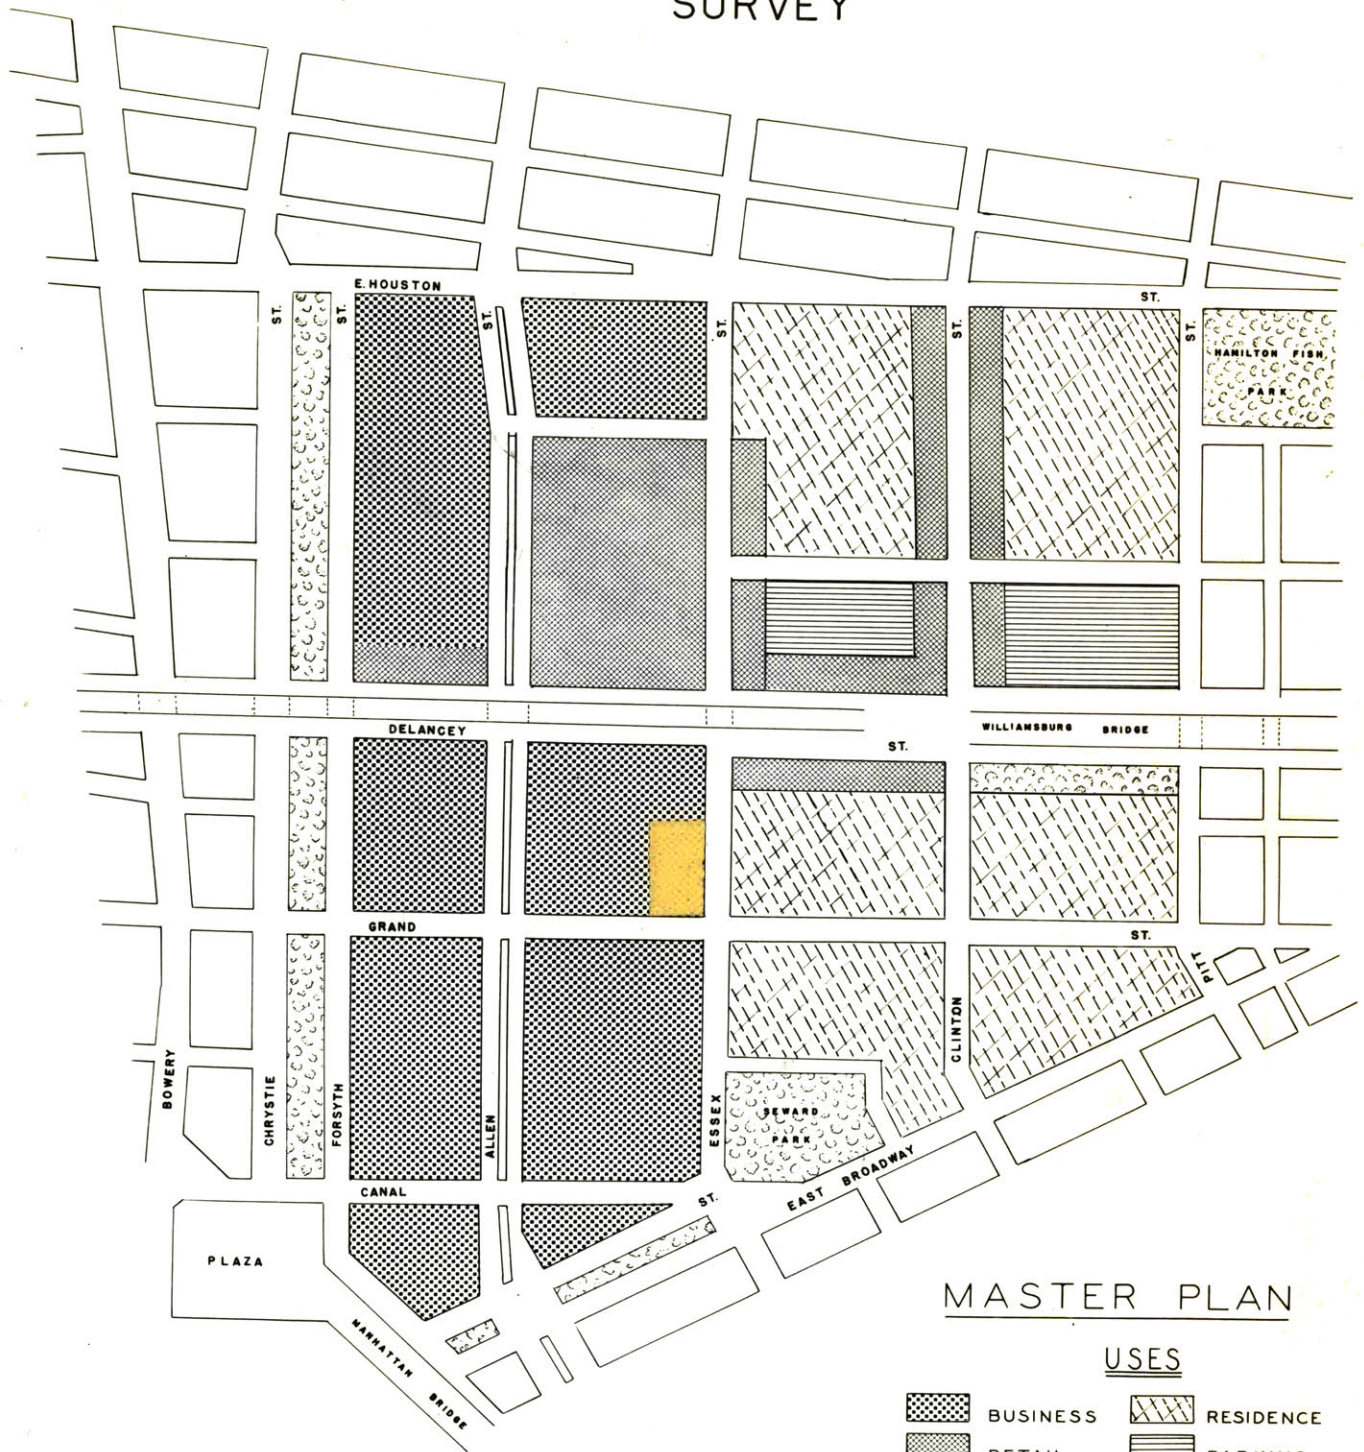 SURVEY
E. HOUSTON
ST.
ST.
ST.
ST.
ST.
ST.
ST.
HAMILTON FISH
PARK
DELANCEY
ST.
WILLIAMSBURG BRIDGE
GRAND
ST.
PITT
BOWERY
CHRYSTIE
FORSYTH
ALLEN
ESSEX
CLINTON
SEWARD
PARK
EAST BROADWAY
CANAL
ST.
PLAZA
MANHATTAN BRIDGE
MASTER PLAN
USES
BUSINESS
RESIDENCE